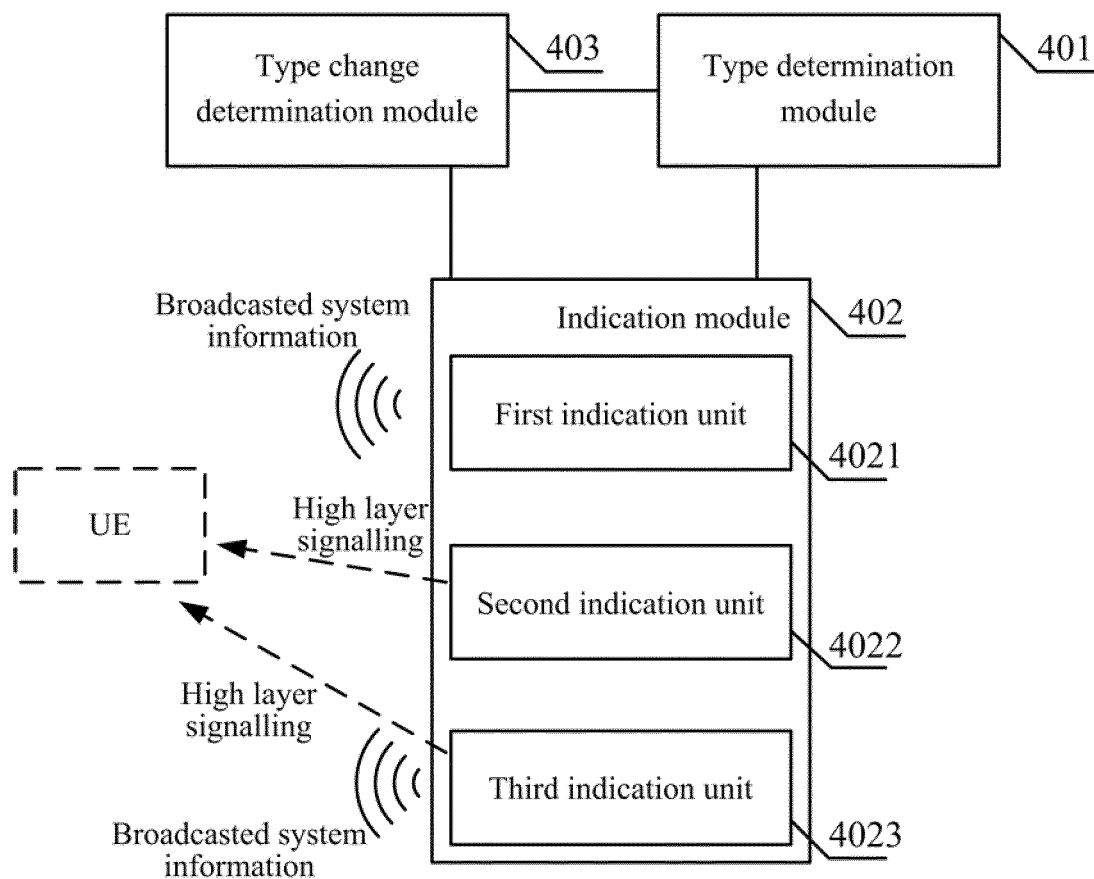 Type change
determination module
403
Type determination
module
401
Broadcasted system
information
Indication module
402
First indication unit
4021
UE
High layer
signalling
Second indication unit
4022
High layer
signalling
Third indication unit
4023
Broadcasted system
information